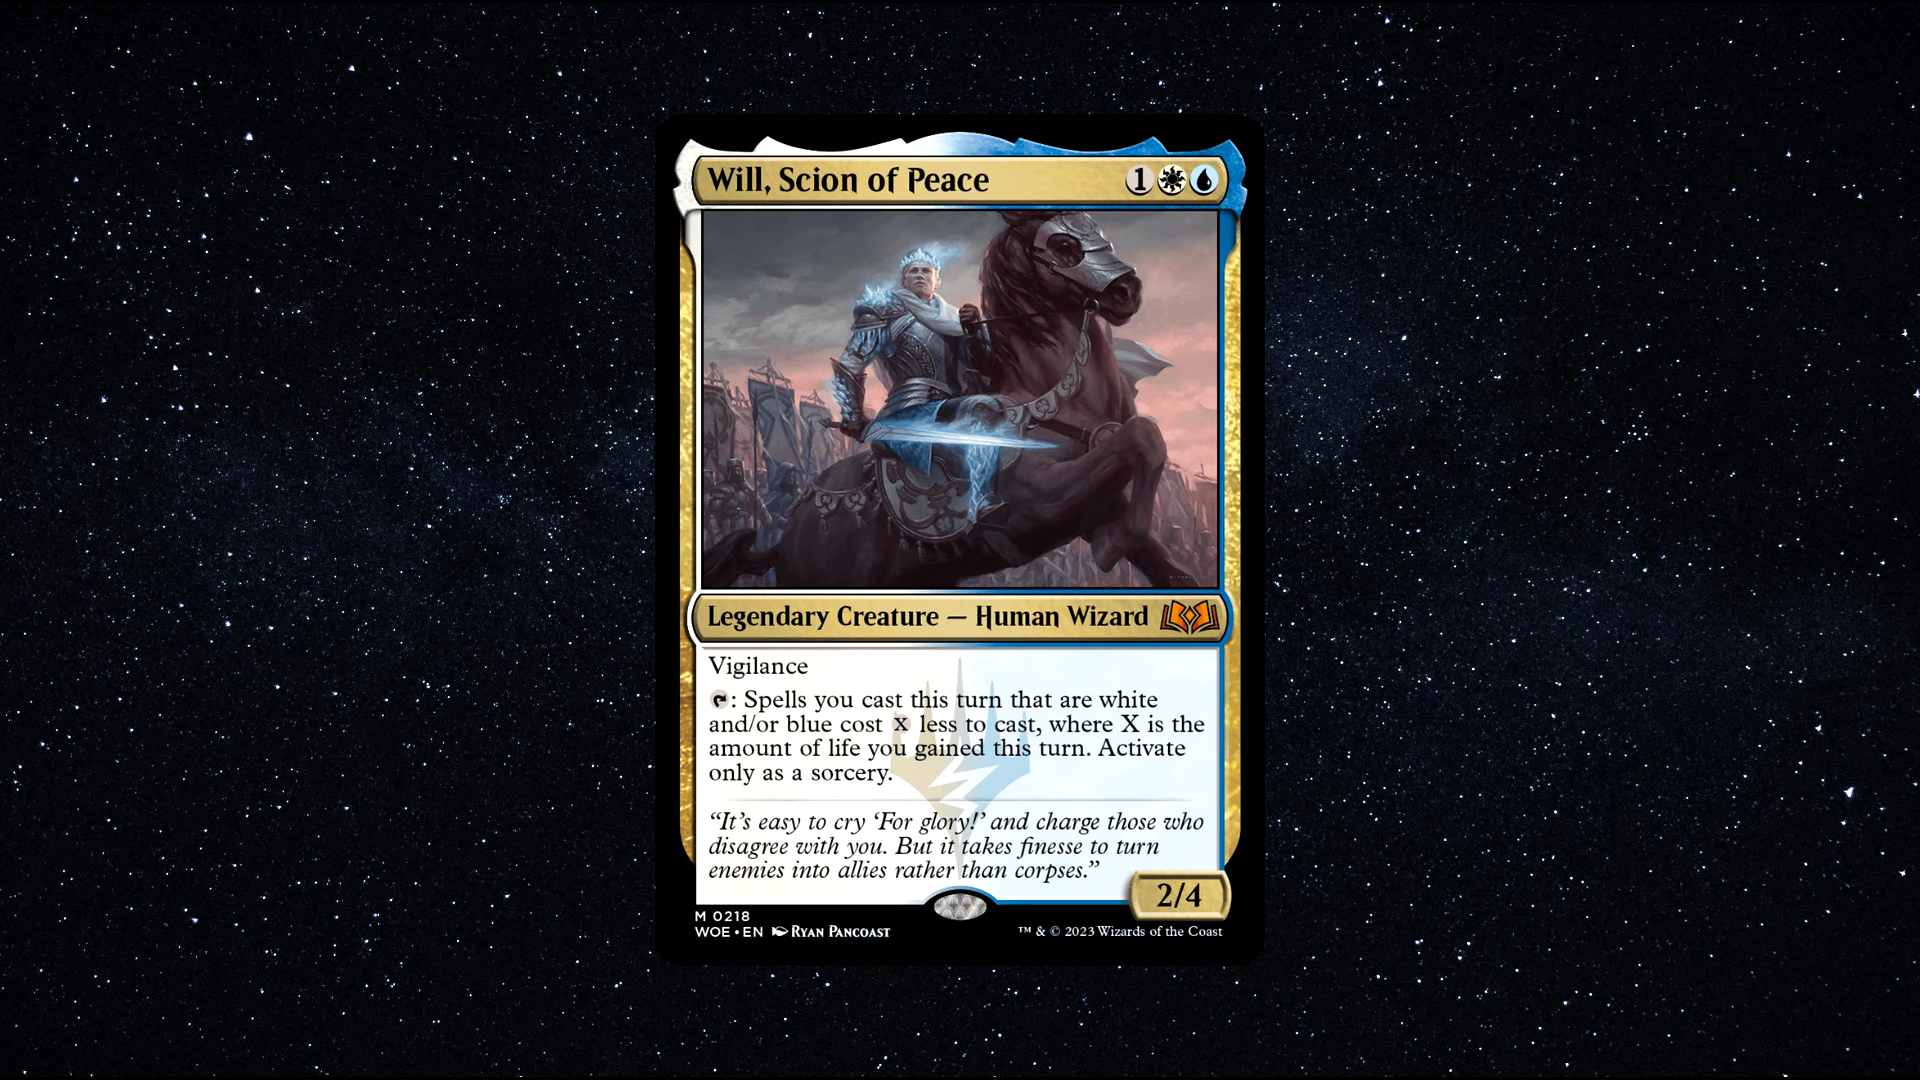 Will, Scion of Peace 1
Legendary Creature — Human Wizard
Vigilance
: Spells you cast this turn that are white
and/or blue cost X less to cast, where X is the
amount of life you gained this turn. Activate
only as a sorcery.
“It’s easy to cry ‘For glory!’ and charge those who
disagree with you. But it takes finesse to turn
enemies into allies rather than corpses.”
2/4
M 0218
WOE • EN Ryan Pancoast
™ & © 2023 Wizards of the Coast